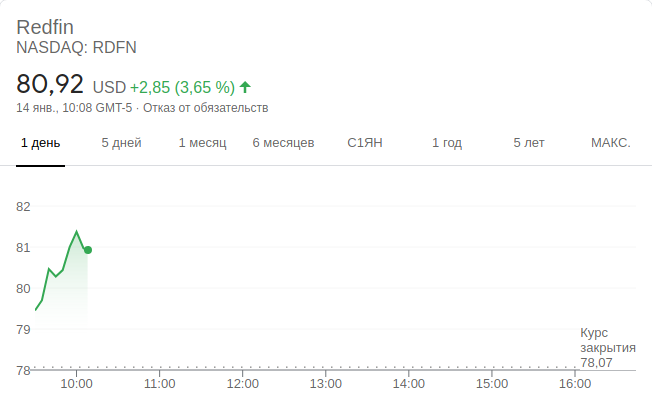 Redfin
NASDAQ: RDFN
80,92 USD +2,85 (3,65 %)
14 янв., 10:08 GMT-5 · Отказ от обязательств
1 день 5 дней 1 месяц 6 месяцев С1ЯН 1 год 5 лет МАКС.
82
81
80
79
Курс
закрытия
78,07
78
10:00 11:00 12:00 13:00 14:00 15:00 16:00